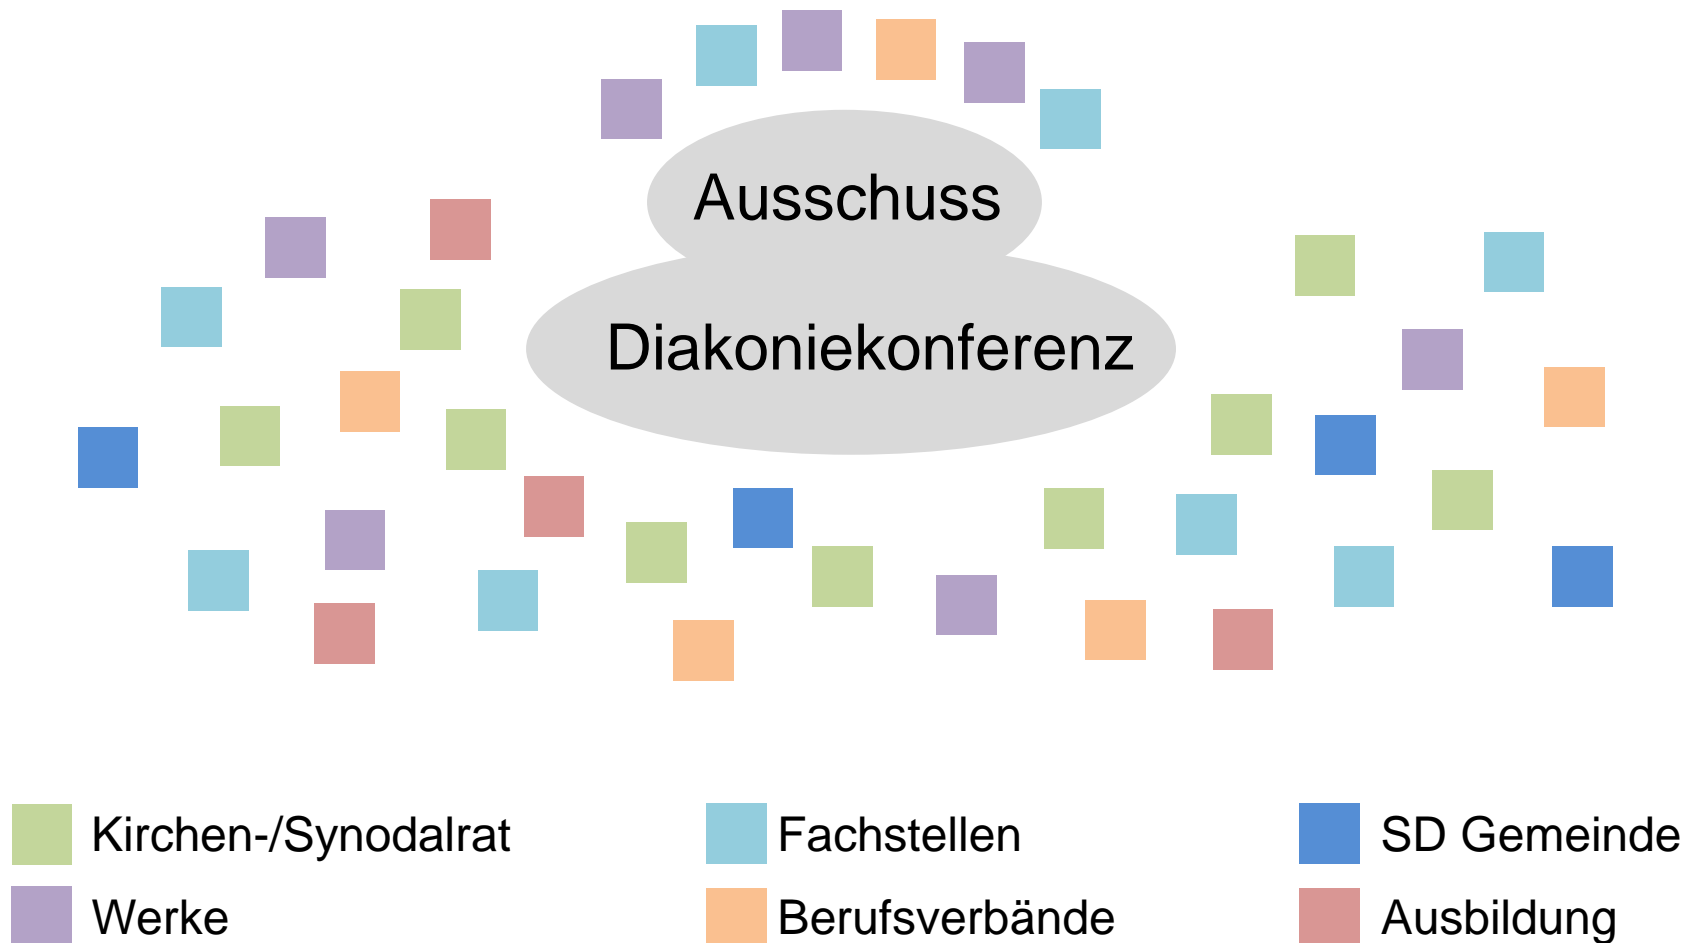 Ausschuss
Diakoniekonferenz
Kirchen-/Synodalrat
Fachstellen
SD Gemeinde
Werke
Berufsverbände
Ausbildung